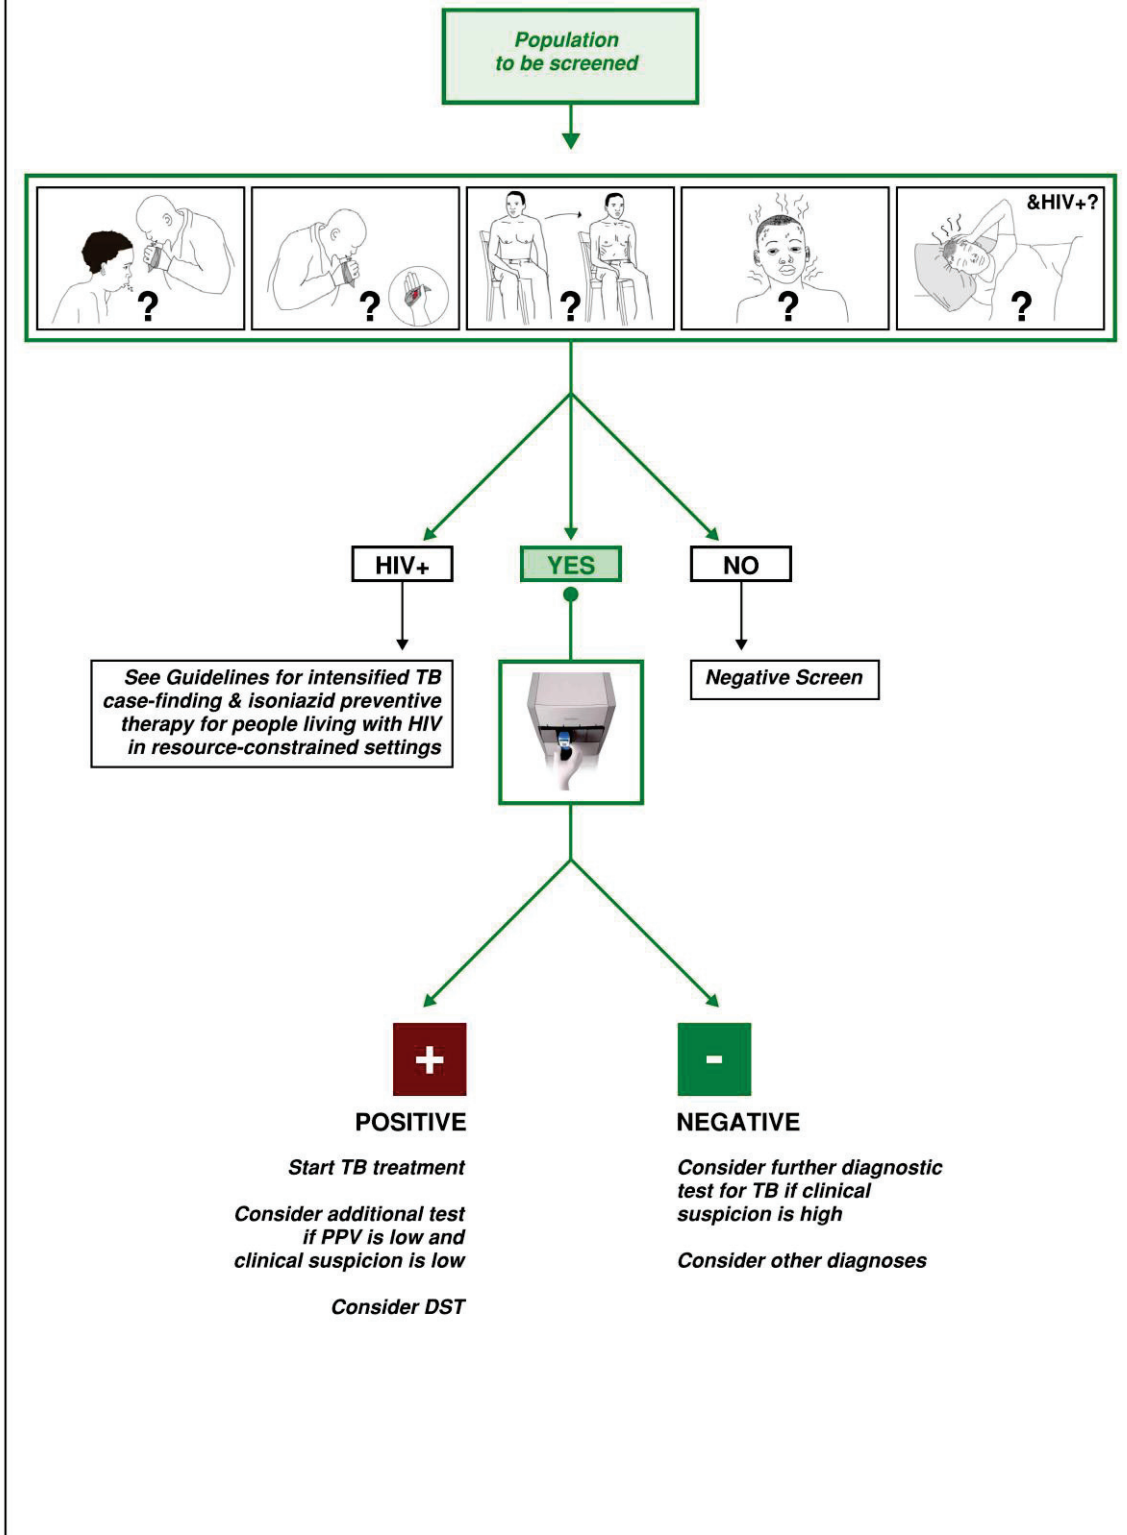 Population
to be screened
&HIV+?
?
?
?
?
?
HIV+
YES
NO
See Guidelines for intensified TB
case-finding & isoniazid preventive
therapy for people living with HIV
in resource-constrained settings
Negative Screen
+
POSITIVE
Start TB treatment
Consider additional test
if PPV is low and
clinical suspicion is low
Consider DST
-
NEGATIVE
Consider further diagnostic
test for TB if clinical
suspicion is high
Consider other diagnoses